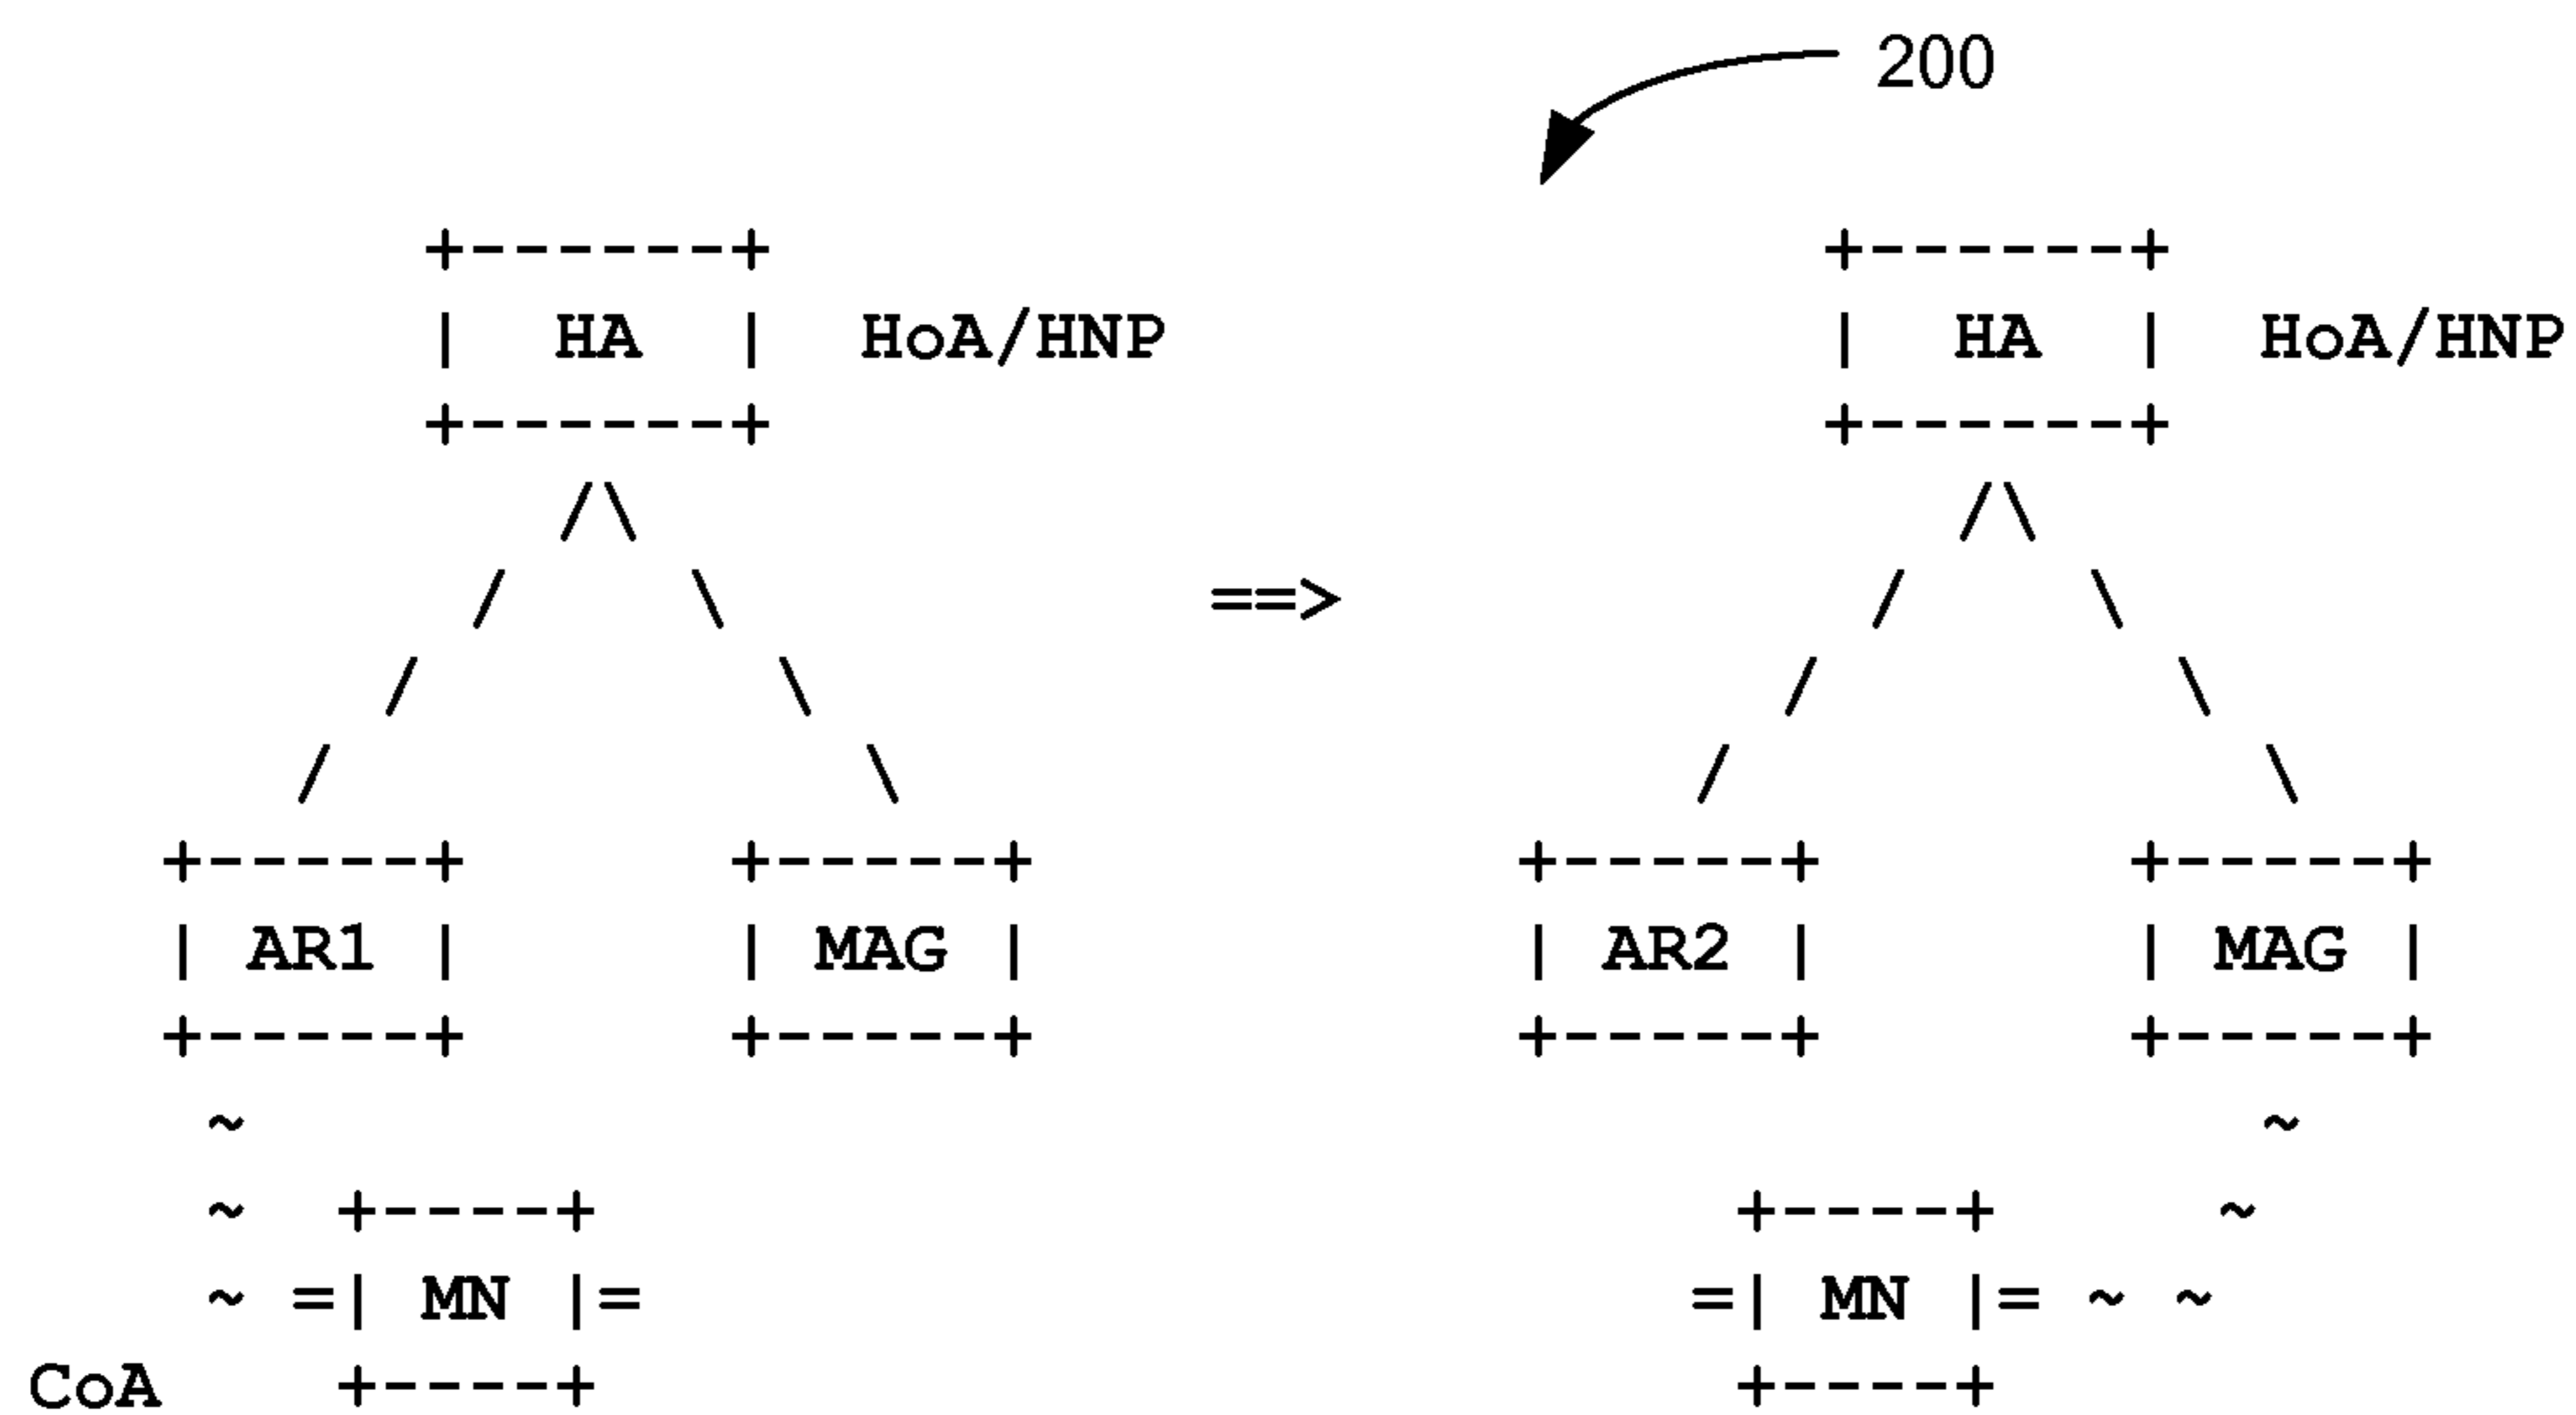 200
HA HoA/HNP HA HoA/HNP
==>
AR1 MAG AR2 MAG
MN MN
CoA